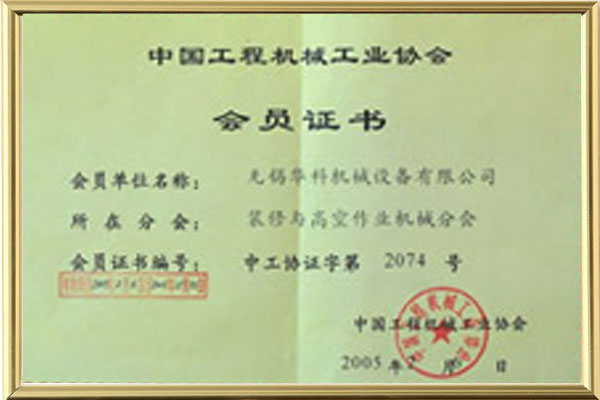 中国工程机械工业协会
会员证书
会员单位名称： 无锡华科机械设备有限公司
所在分会： 装修与高空作业机械分会
会员证书编号： 中工协证字第 2074 号
中国工程机械工业协会
2005 年 2 月 日